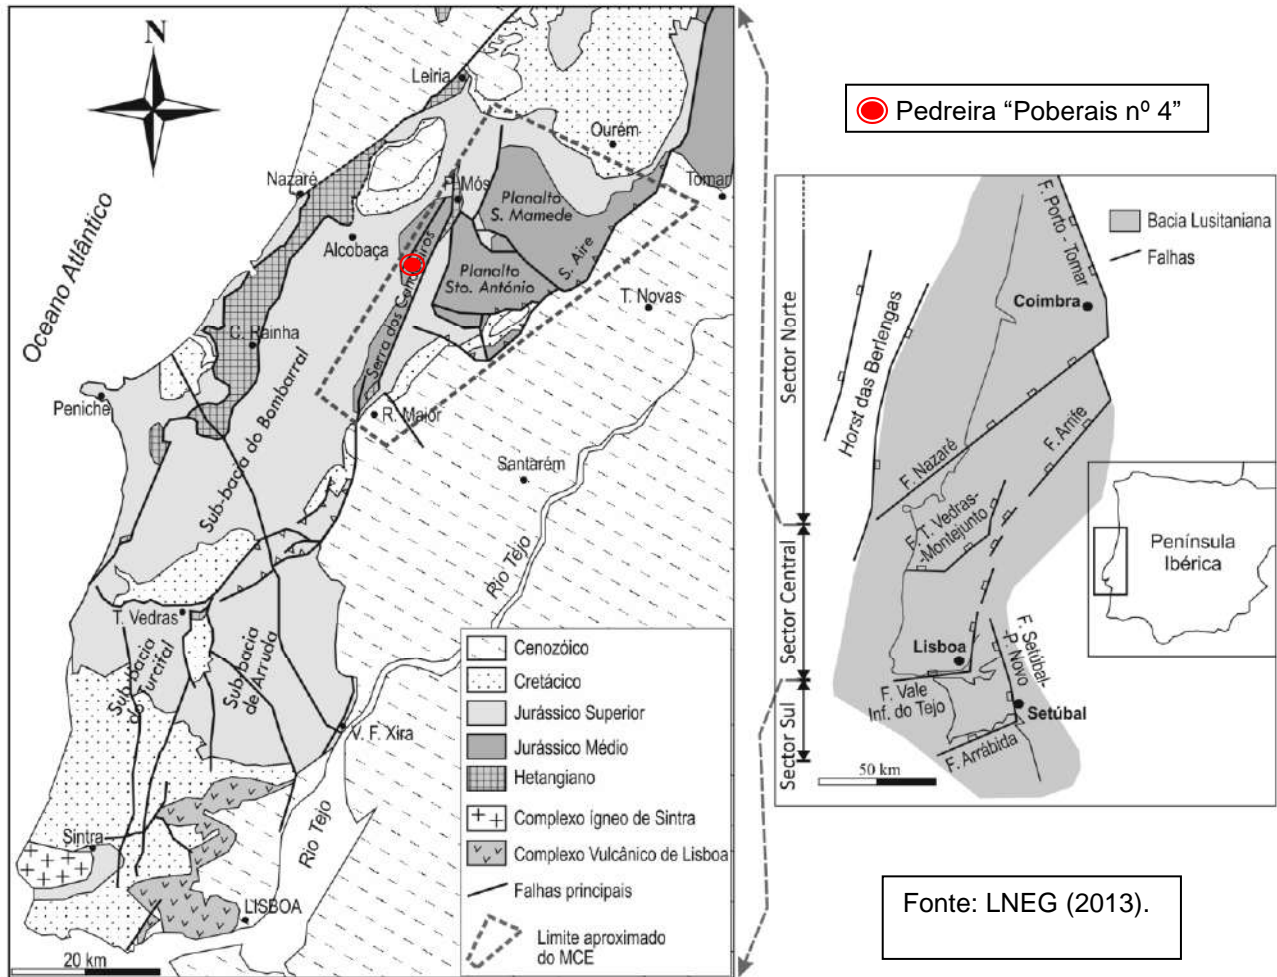 N
Leiria
Ourém
Nazaré
P. Mós
Tomar
Planalto
S. Mamede
Oceano Atlântico
Alcobaça
Serra dos Candeeiros
Planalto
Sto. António
S. Aire
T. Novas
C. Rainha
Sub-bacia do Bombarral
Peniche
R. Maior
Santarém
Rio Tejo
T. Vedras
Sub-bacia
do Turcifal
Sub-bacia
de Arruda
V. F. Xira
Sintra
Rio Tejo
LISBOA
20 km
Cenozóico
Cretácico
Jurássico Superior
Jurássico Médio
Hetangiano
Complexo Ígneo de Sintra
Complexo Vulcânico de Lisboa
Falhas principais
Limite aproximado
do MCE
Pedreira “Poberais nº 4”
Sector Norte
Sector Central
Sector Sul
F. Porto - Tomar
Bacia Lusitaniana
Falhas
Coimbra
Horst das Berlengas
F. Nazaré
F. Arrife
F. T. Vedras-
-Montejunto
Península
Ibérica
Lisboa
F. Setúbal-
-P. Novo
F. Vale
Inf. do Tejo
Setúbal
F. Arrábida
50 km
Fonte: LNEG (2013).